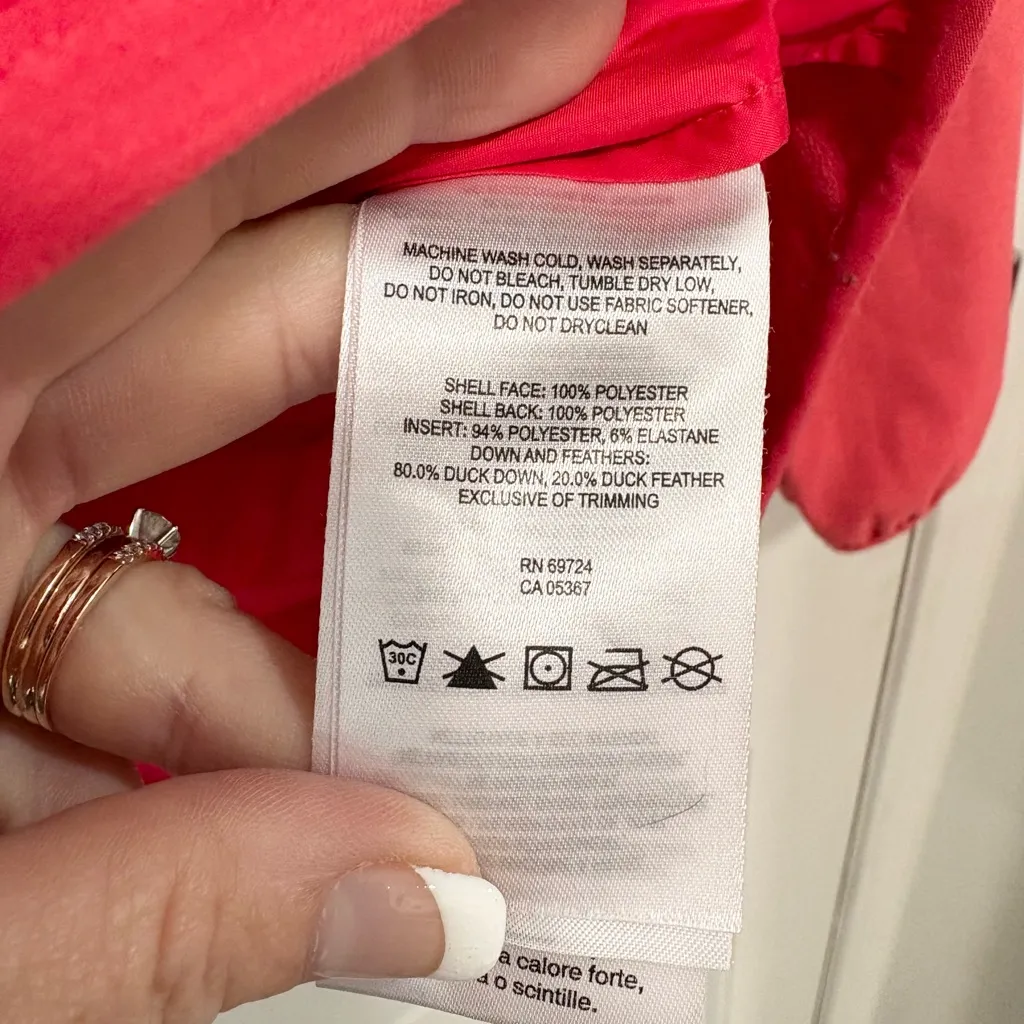 MACHINE WASH COLD, WASH SEPARATELY,
DO NOT BLEACH, TUMBLE DRY LOW,
DO NOT IRON, DO NOT USE FABRIC SOFTENER,
DO NOT DRYCLEAN
SHELL FACE: 100% POLYESTER
SHELL BACK: 100% POLYESTER
INSERT: 94% POLYESTER, 6% ELASTANE
DOWN AND FEATHERS:
80.0% DUCK DOWN, 20.0% DUCK FEATHER
EXCLUSIVE OF TRIMMING
RN 69724
CA 05367
30C
a calore forte,
o scintille.